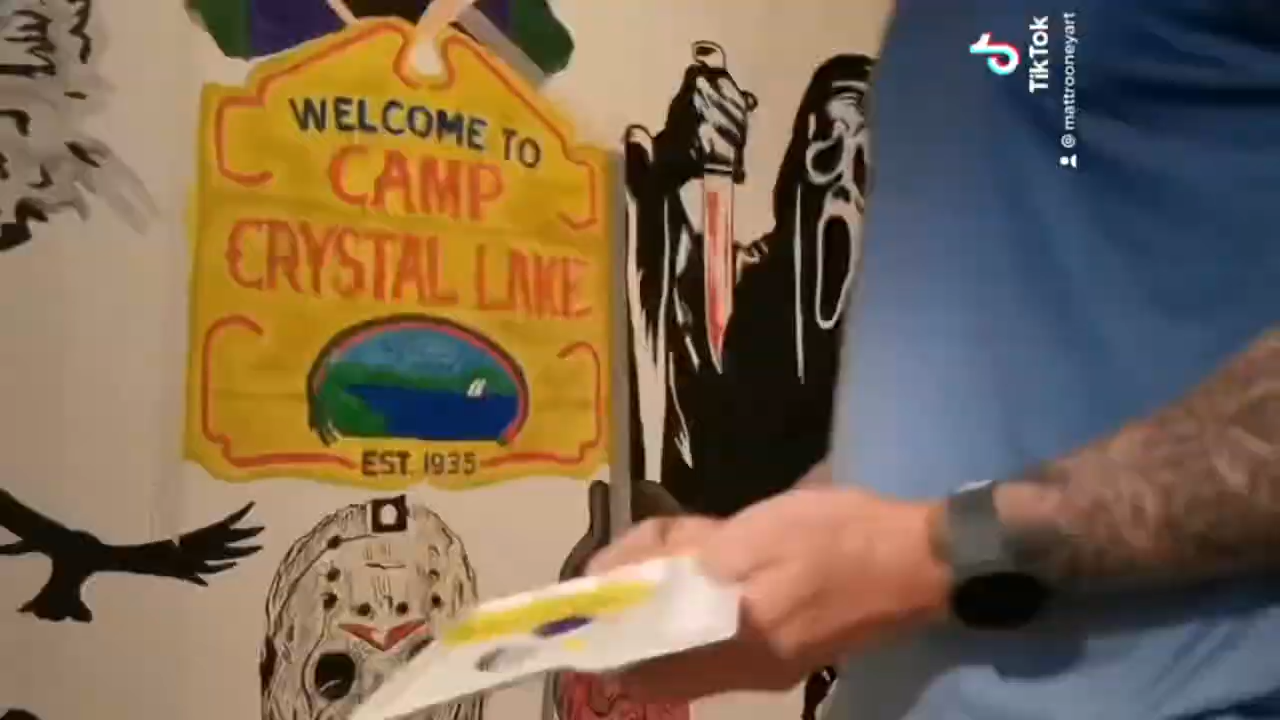 WELCOME TO
CAMP
CRYSTAL LAKE
EST. 1935
TikTok
@mattrooneyart